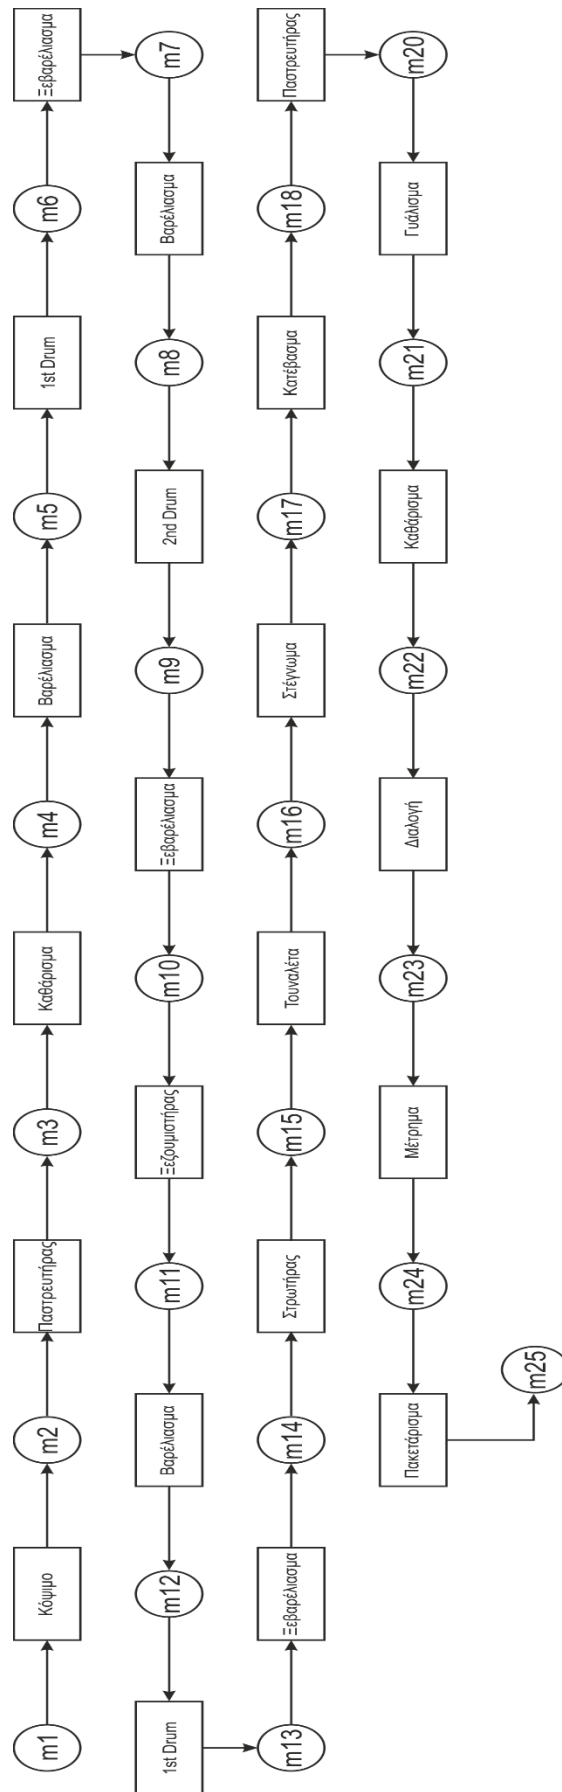 m1
Κόψιμο
m2
Παστρευτήρας
m3
Καθάρισμα
m4
Βαρέλιασμα
m5
1st Drum
m6
Ξεβαρέλιασμα
m7
Βαρέλιασμα
m8
2nd Drum
m9
Ξεβαρέλιασμα
m10
Ξεζουμιστήρας
m11
Βαρέλιασμα
m12
1st Drum
m13
Ξεβαρέλιασμα
m14
Στρωτήρας
m15
Τουναλέτα
m16
Στέγνωμα
m17
Κατέβασμα
m18
Παστρευτήρας
m20
Γυάλισμα
m21
Καθάρισμα
m22
Διαλογή
m23
Μέτρημα
m24
Πακετάρισμα
m25